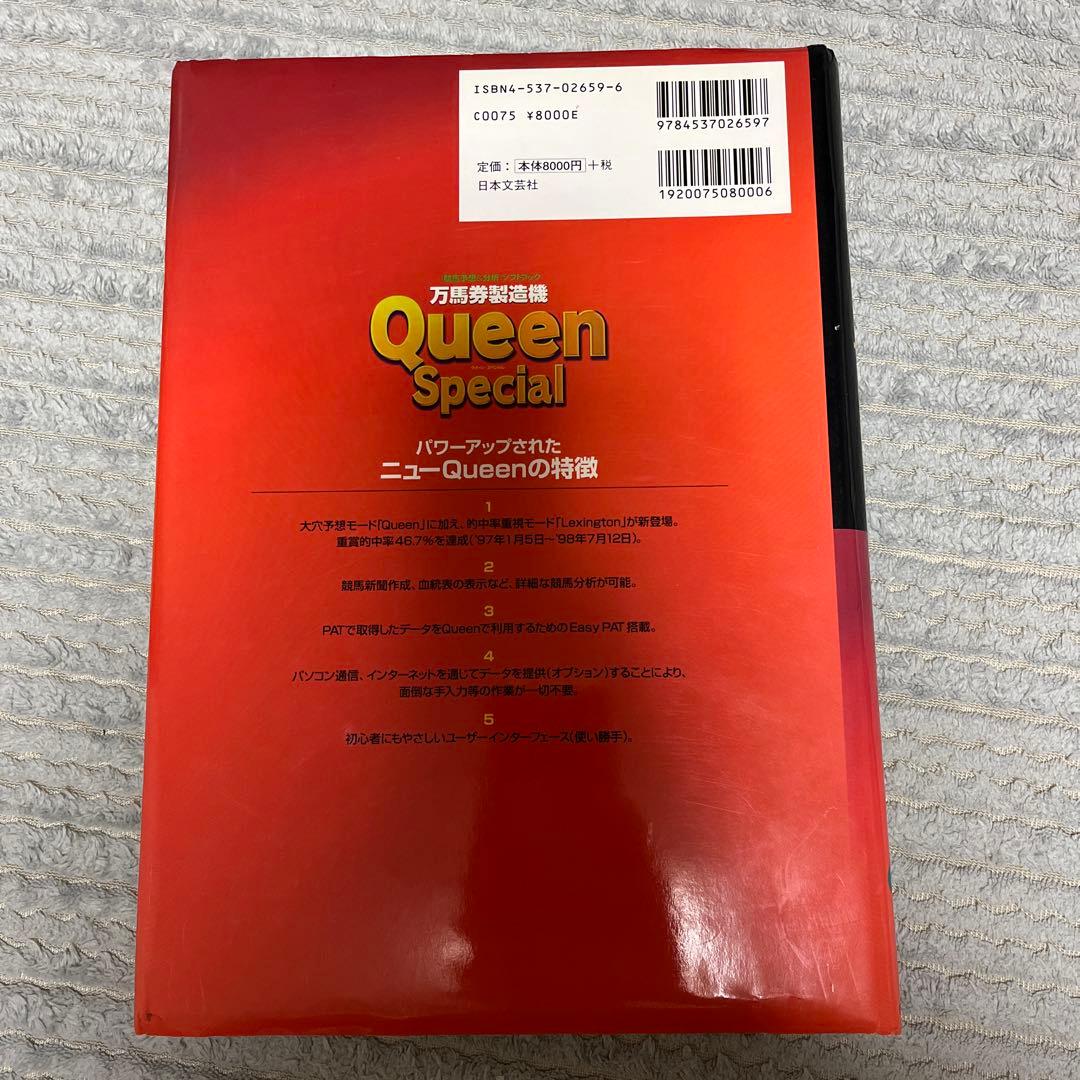 ISBN4-537-02659-6
C0075 ¥8000E
9784537026597
定価：本体8000円+税
日本文芸社
1920075080006
競馬予想&分析ソフトブック
万馬券製造機
Queen
クイーン スペシャル
Special
パワーアップされた
ニューQueenの特徴
1
大穴予想モード「Queen」に加え、的中率重視モード「Lexington」が新登場。
重賞的中率46.7%を達成('97年1月5日〜'98年7月12日)。
2
競馬新聞作成、血統表の表示など、詳細な競馬分析が可能。
3
PATで取得したデータをQueenで利用するためのEasy PAT搭載。
4
パソコン通信、インターネットを通じてデータを提供(オプション)することにより、
面倒な手入力等の作業が一切不要。
5
初心者にもやさしいユーザーインターフェース(使い勝手)。